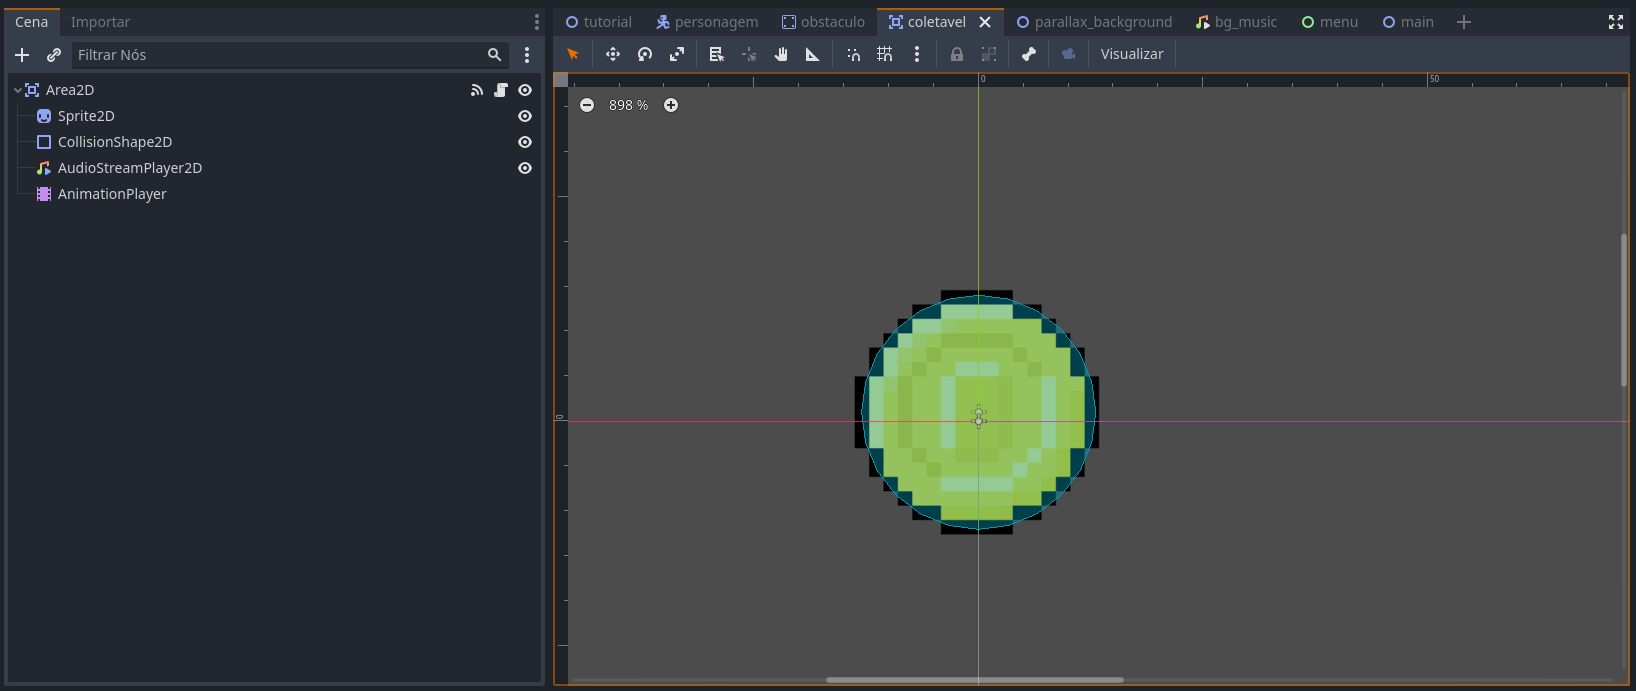 Cena Importar
tutorial personagem obstaculo coletavel parallax_background bg_music menu main
Filtrar Nós
Visualizar
Area2D
Sprite2D
CollisionShape2D
AudioStreamPlayer2D
AnimationPlayer
0 50
898 %
0